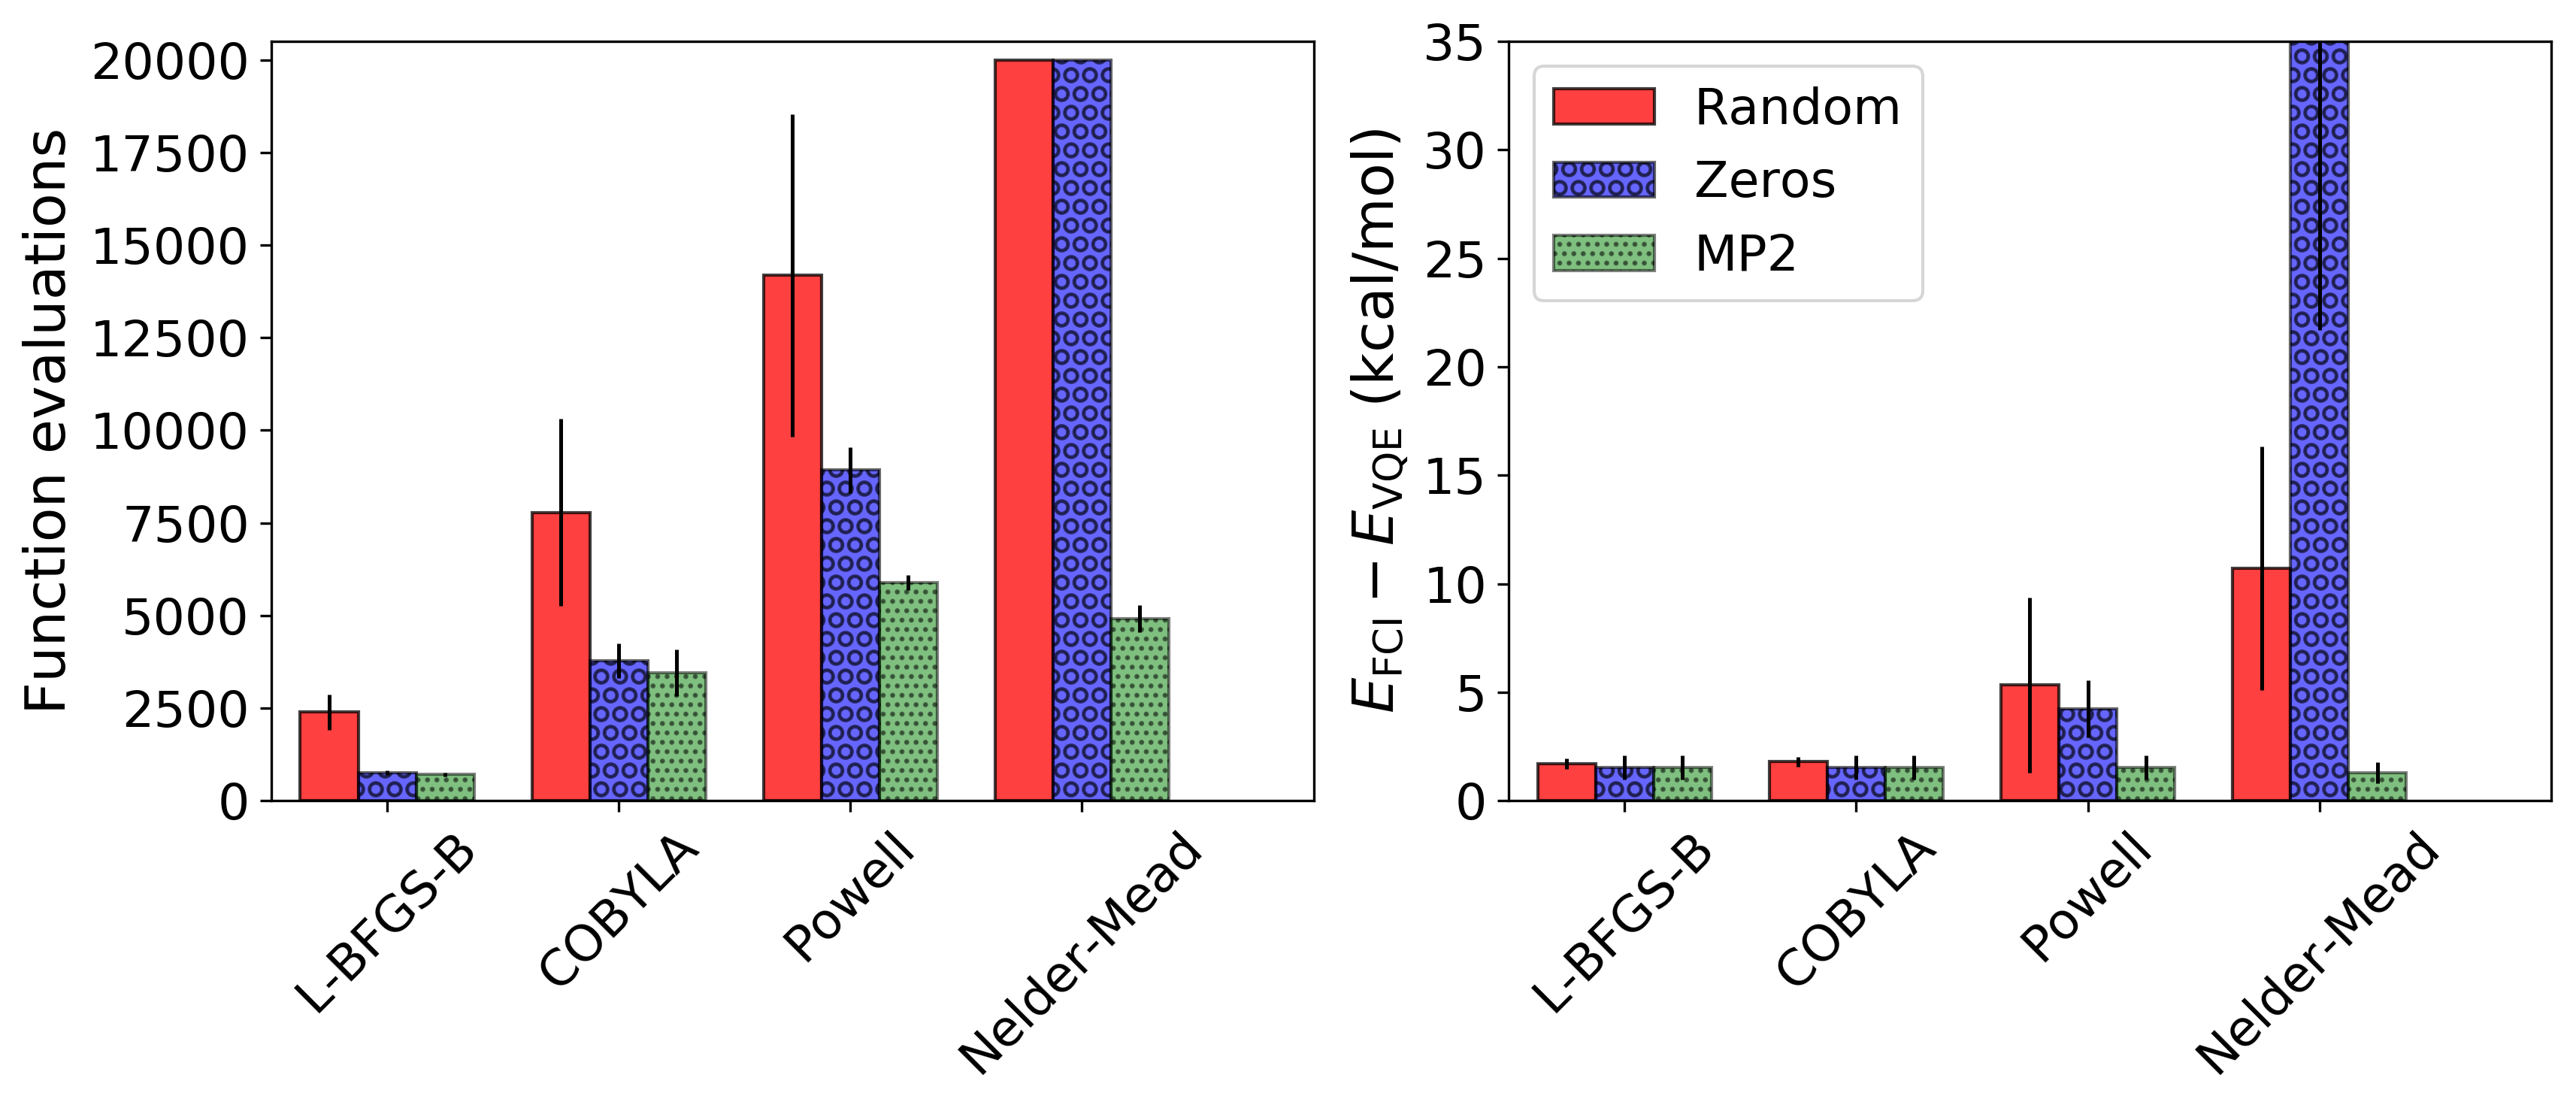 Function evaluations
20000
17500
15000
12500
10000
7500
5000
2500
0
L-BFGS-B
COBYLA
Powell
Nelder-Mead
E_FCI − E_VQE (kcal/mol)
35
30
25
20
15
10
5
0
Random
Zeros
MP2
L-BFGS-B
COBYLA
Powell
Nelder-Mead